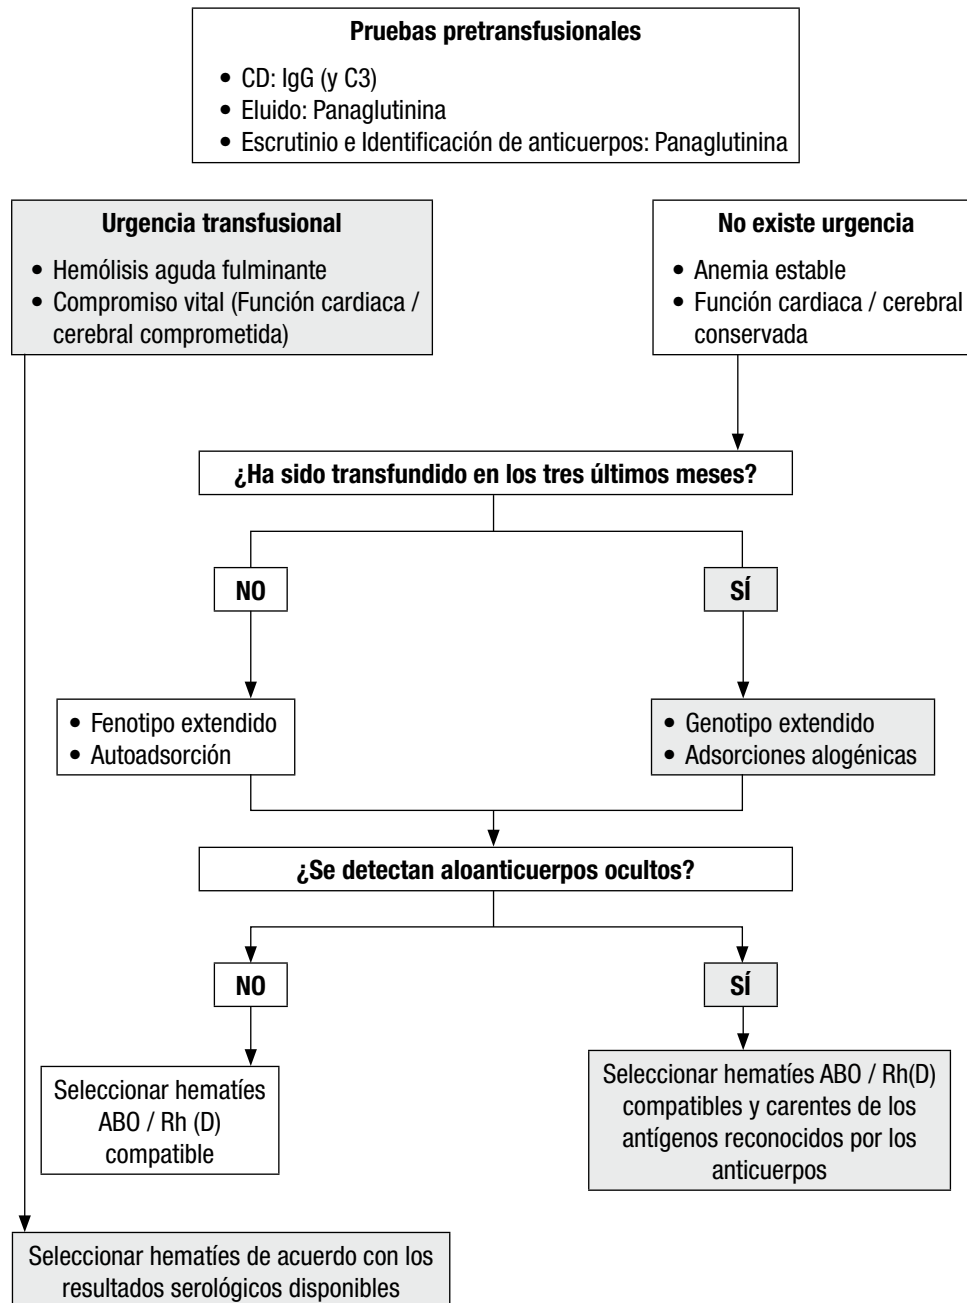 Pruebas pretransfusionales
• CD: IgG (y C3)
• Eluido: Panaglutinina
• Escrutinio e Identificación de anticuerpos: Panaglutinina
Urgencia transfusional
• Hemólisis aguda fulminante
• Compromiso vital (Función cardiaca /
cerebral comprometida)
No existe urgencia
• Anemia estable
• Función cardiaca / cerebral
conservada
¿Ha sido transfundido en los tres últimos meses?
NO
SÍ
• Fenotipo extendido
• Autoadsorción
• Genotipo extendido
• Adsorciones alogénicas
¿Se detectan aloanticuerpos ocultos?
NO
SÍ
Seleccionar hematíes
ABO / Rh (D)
compatible
Seleccionar hematíes ABO / Rh(D)
compatibles y carentes de los
antígenos reconocidos por los
anticuerpos
Seleccionar hematíes de acuerdo con los
resultados serológicos disponibles